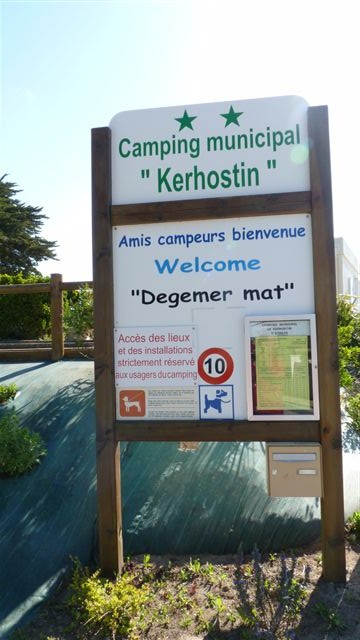 Camping municipal
" Kerhostin "
Amis campeurs bienvenue
Welcome
"Degemer mat"
Accès des lieux
et des installations
strictement réservé
aux usagers du camping
10